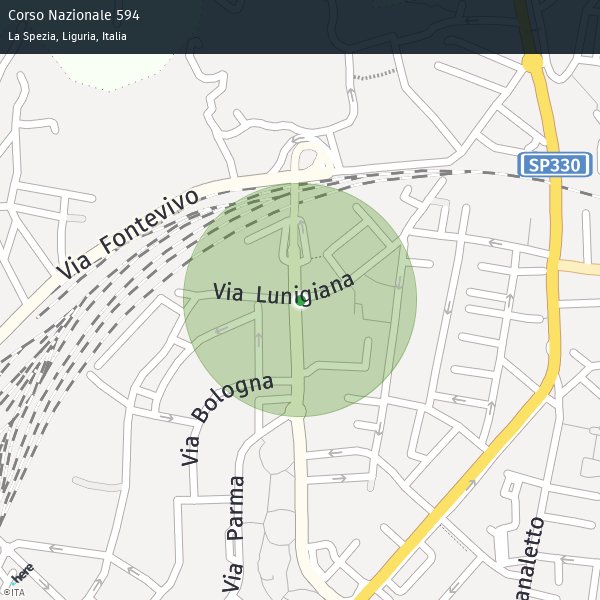 Corso Nazionale 594
La Spezia, Liguria, Italia
SP330
Via Fontevivo
Via Lunigiana
Via Bologna
Via Parma
analetto
here
©ITA